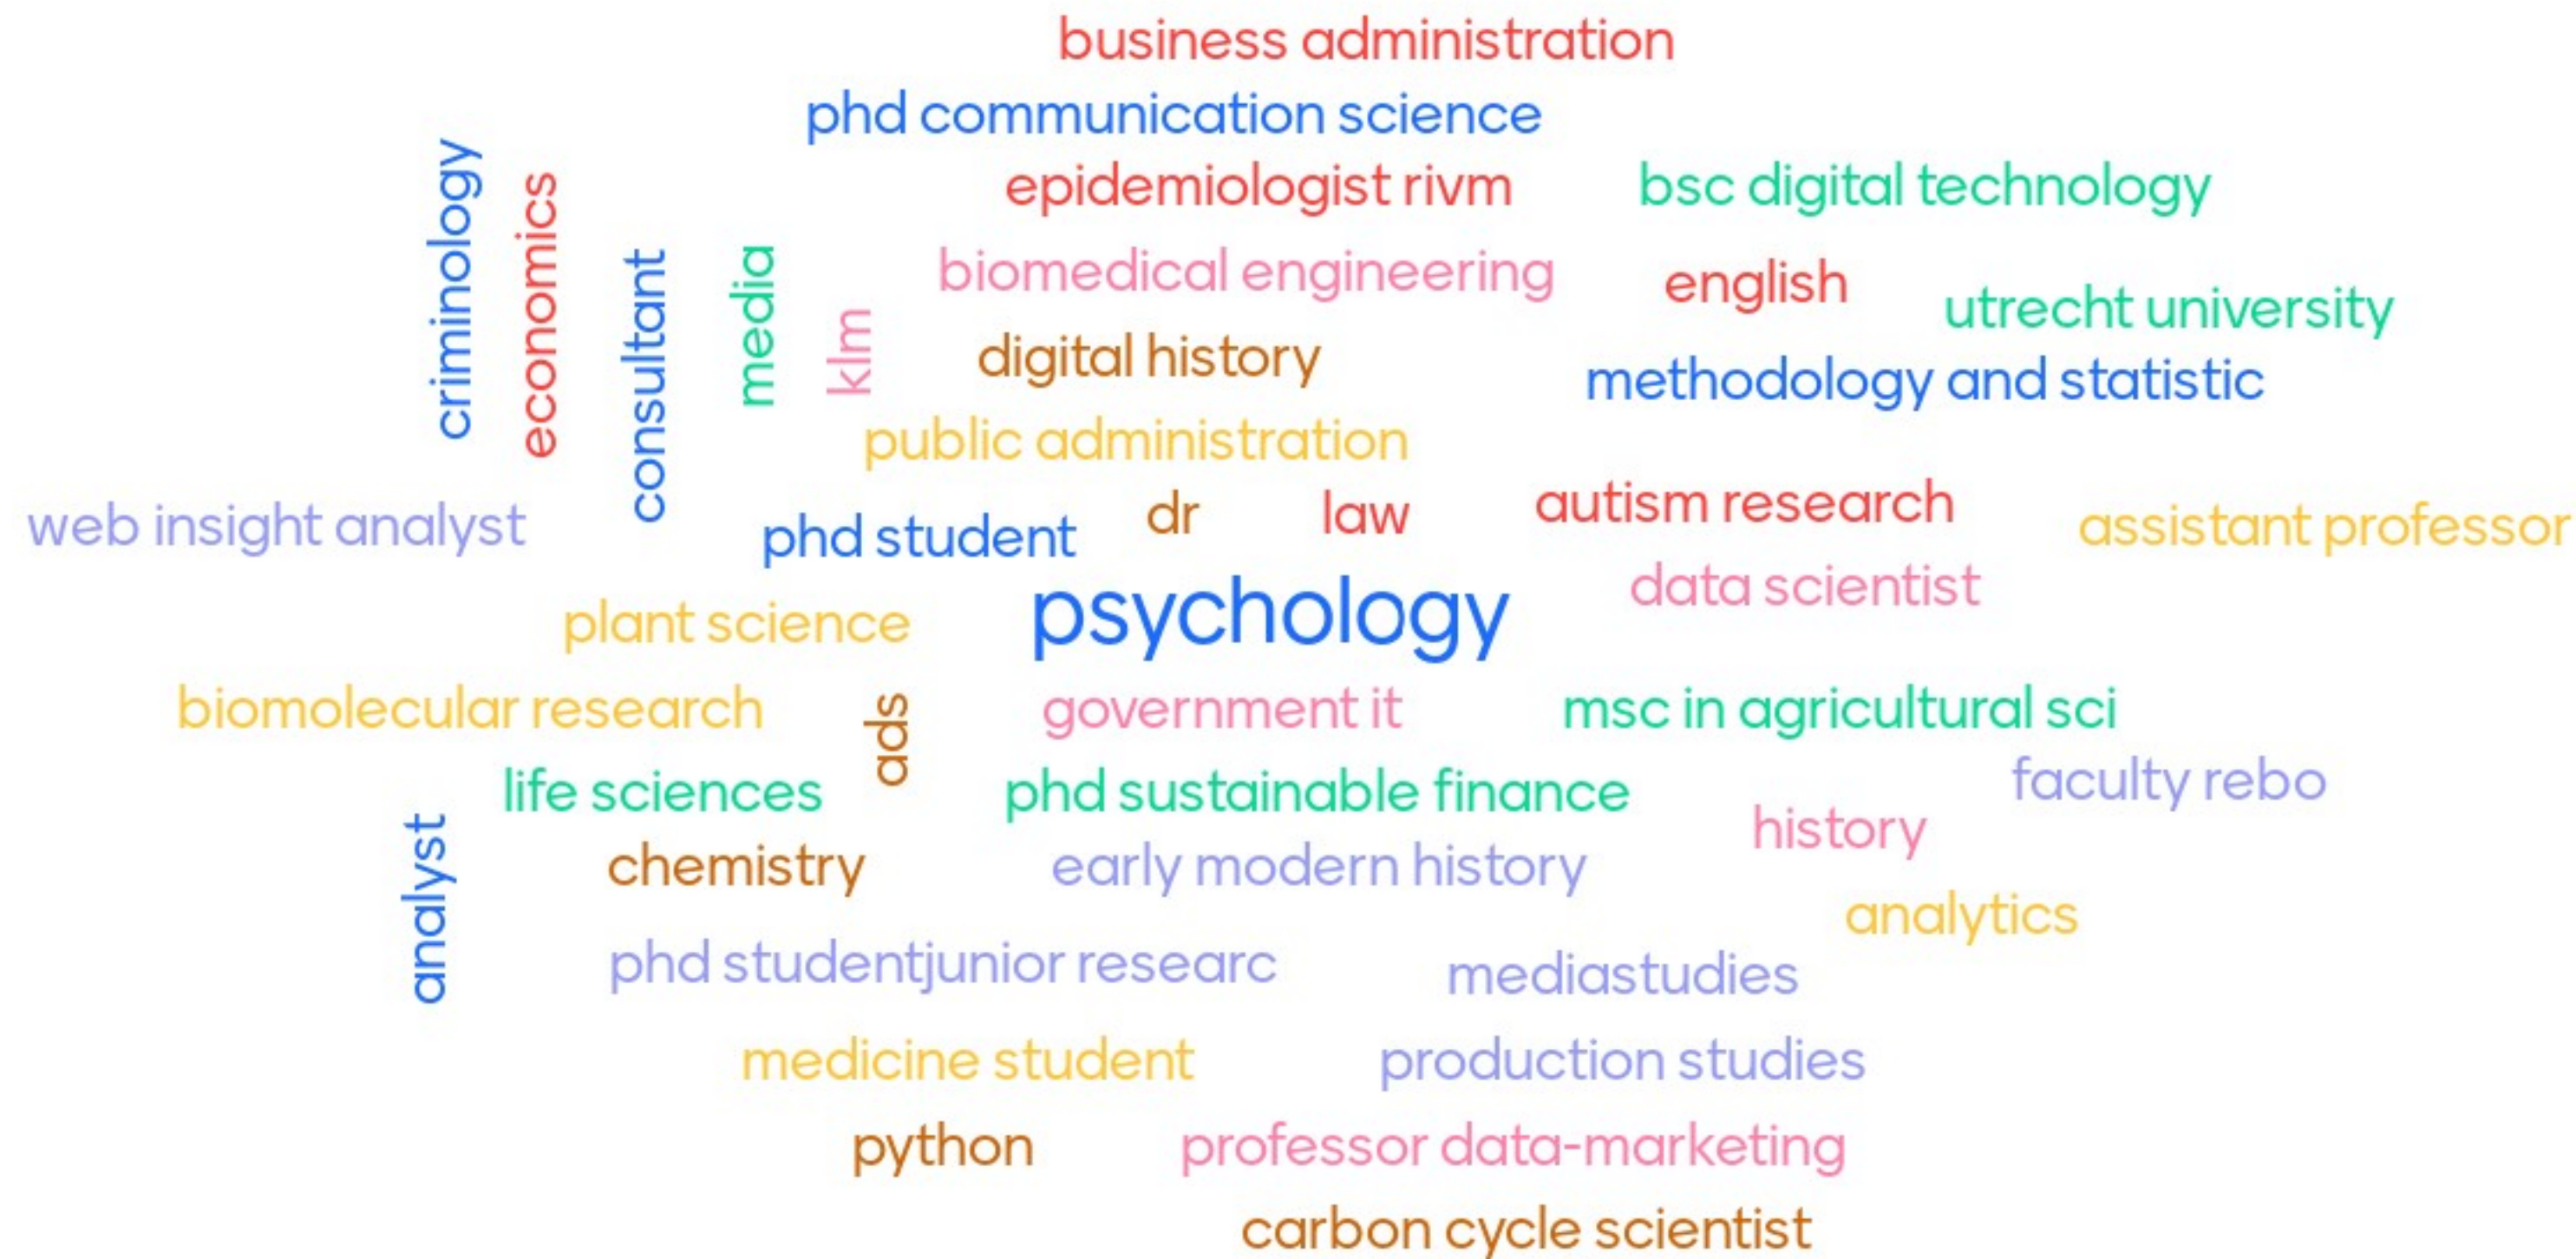 business administration
phd communication science
criminology
economics
epidemiologist rivm
bsc digital technology
consultant
media
klm
biomedical engineering
english
utrecht university
digital history
methodology and statistic
public administration
web insight analyst
phd student
dr
law
autism research
assistant professor
data scientist
plant science
psychology
biomolecular research
ads
government it
msc in agricultural sci
life sciences
phd sustainable finance
faculty rebo
history
analyst
chemistry
early modern history
analytics
phd studentjunior researc
mediastudies
medicine student
production studies
python
professor data-marketing
carbon cycle scientist